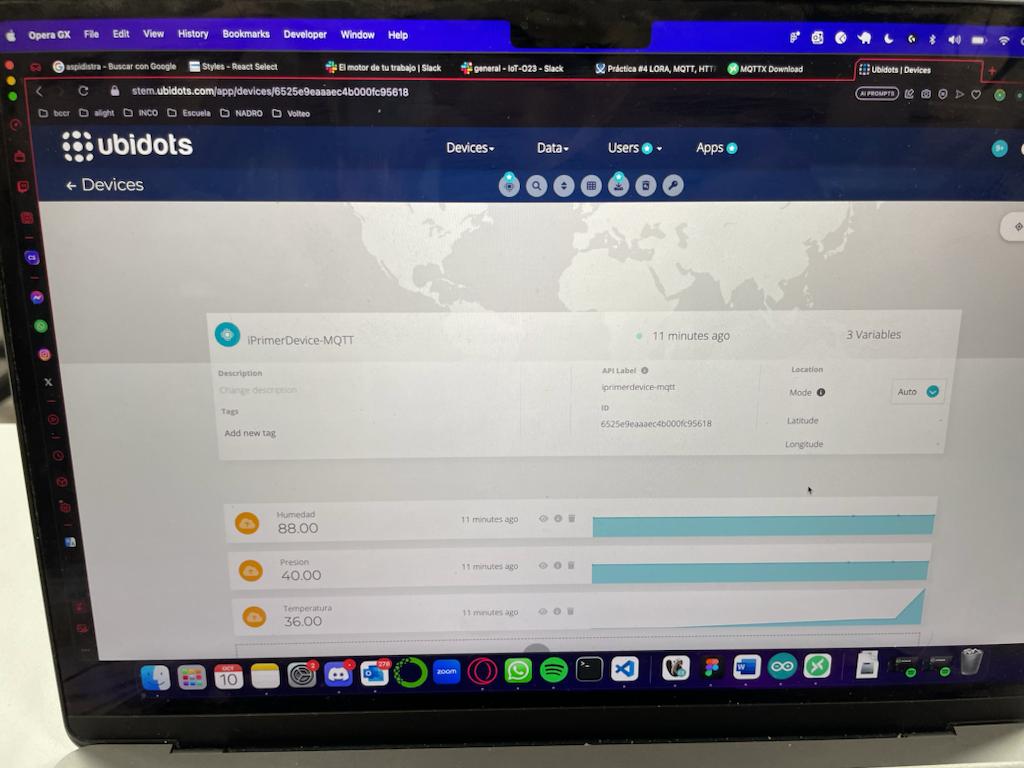 Opera GX File Edit View History Bookmarks Developer Window Help
aspidistra - Buscar con Google Styles - React Select El motor de tu trabajo | Slack general - IoT-O23 - Slack Práctica #4 LORA, MQTT, HTT MQTTX Download Ubidots | Devices
stem.ubidots.com/app/devices/6525e9eaaaec4b000fc95618 AI PROMPTS
bccr alight INCO Escuela NADRO Volteo
ubidots Devices Data Users Apps 9+
← Devices
iPrimerDevice-MQTT 11 minutes ago 3 Variables
Description API Label Location
Change description iprimerdevice-mqtt Mode Auto
Tags ID Latitude
Add new tag 6525e9eaaaec4b000fc95618 Longitude
Humedad
88.00 11 minutes ago
Presion
40.00 11 minutes ago
Temperatura
36.00 11 minutes ago
OCT
10
2
278
zoom